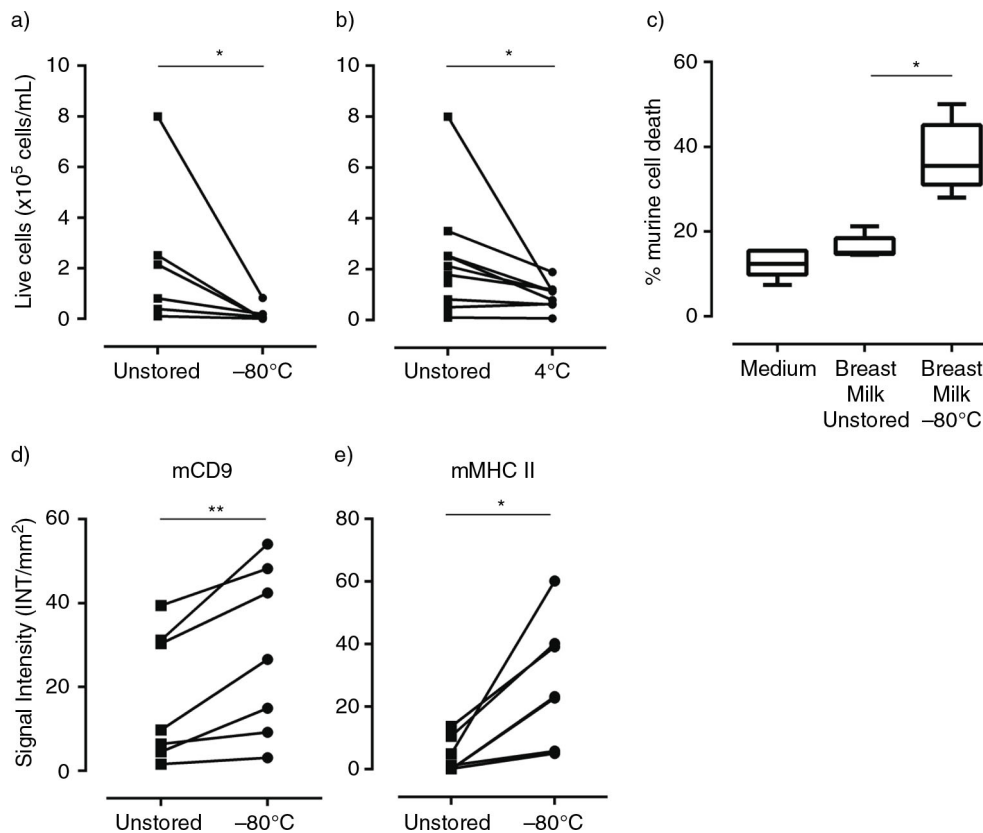 a)
*
Live cells (x10⁵ cells/mL)
10
8
6
4
2
0
Unstored –80°C
b)
*
10
8
6
4
2
0
Unstored 4°C
c)
*
% murine cell death
60
40
20
0
Medium Breast Breast
Milk Milk
Unstored –80°C
d)
mCD9
**
Signal Intensity (INT/mm²)
60
40
20
0
Unstored –80°C
e)
mMHC II
*
80
60
40
20
0
Unstored –80°C